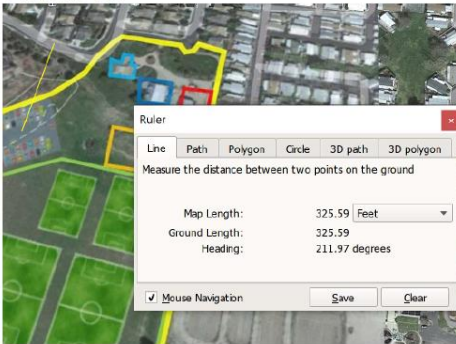 Ruler
Line Path Polygon Circle 3D path 3D polygon
Measure the distance between two points on the ground
Map Length: 325.59 Feet
Ground Length: 325.59
Heading: 211.97 degrees
Mouse Navigation Save Clear